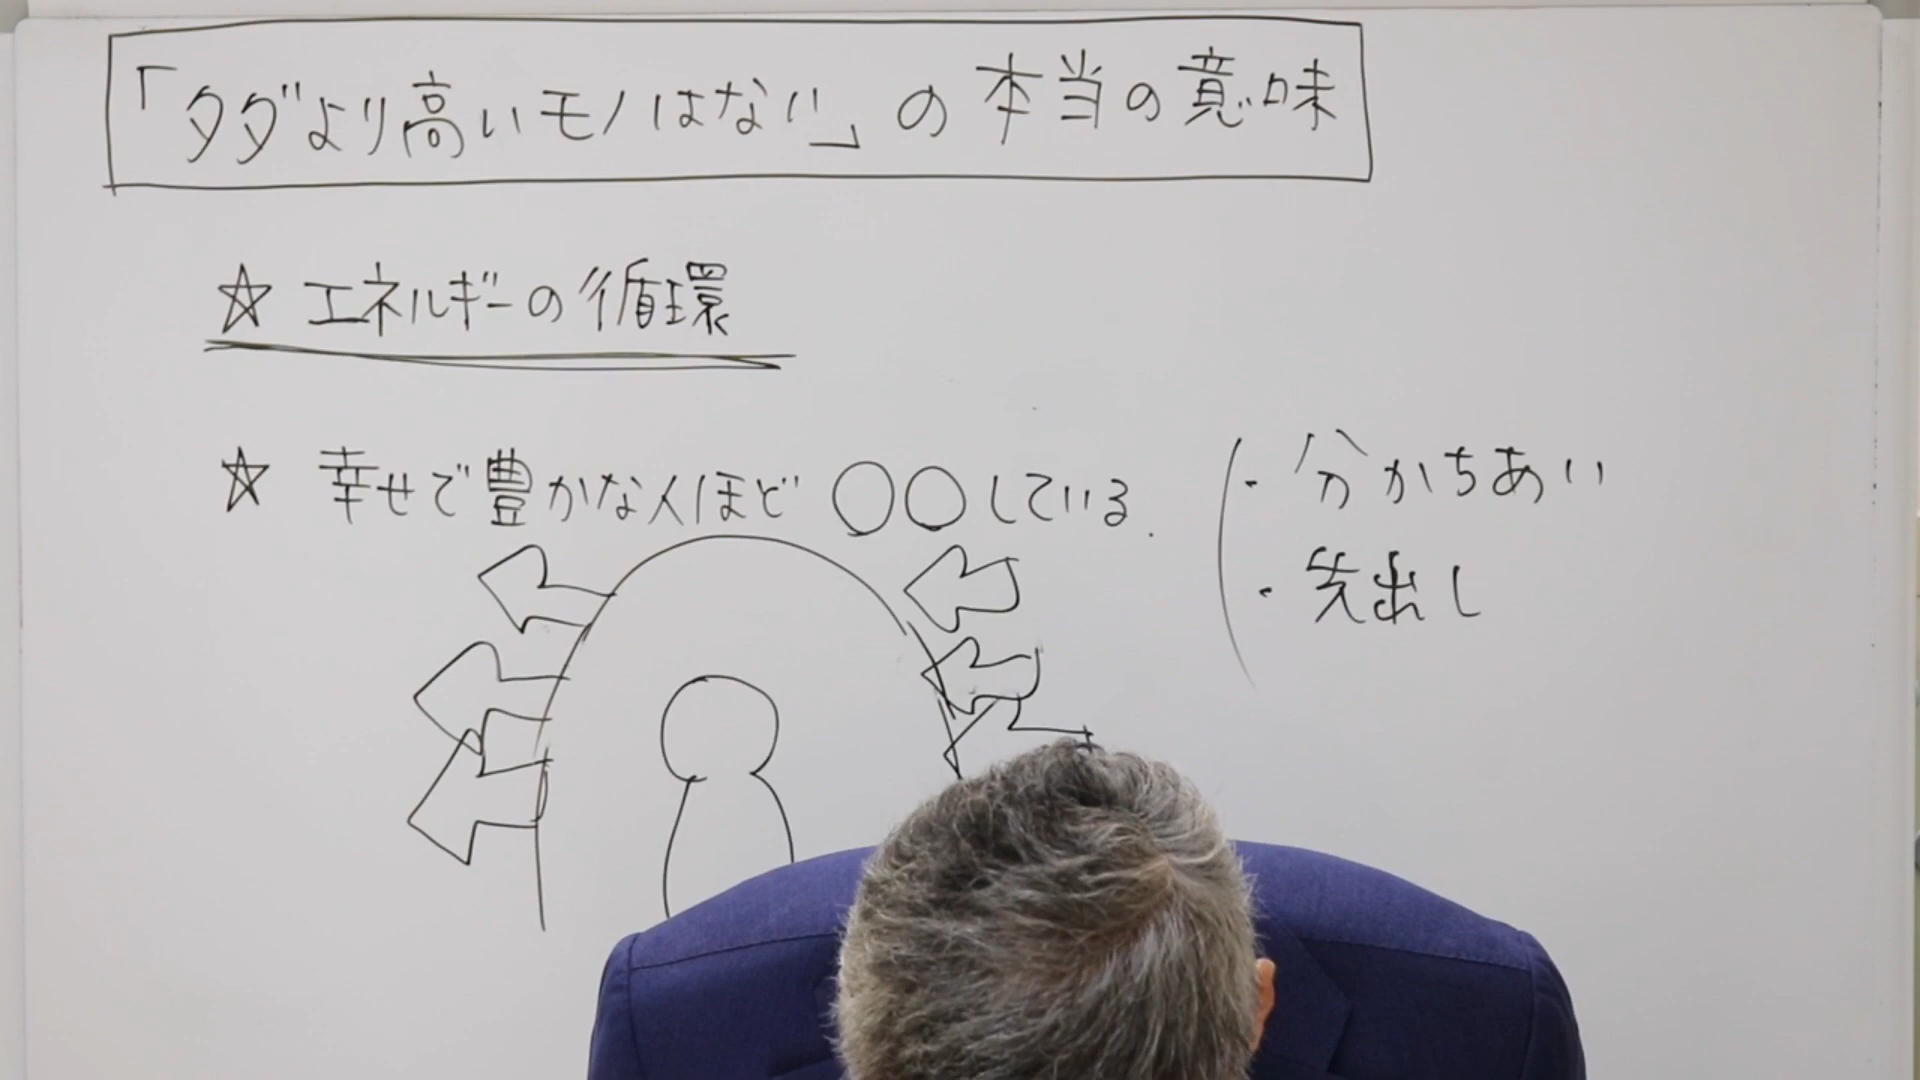 「タダより高いモノはない」の本当の意味
☆ エネルギーの循環
☆ 幸せで豊かな人ほど 〇〇している.
・分かちあい
・先出し